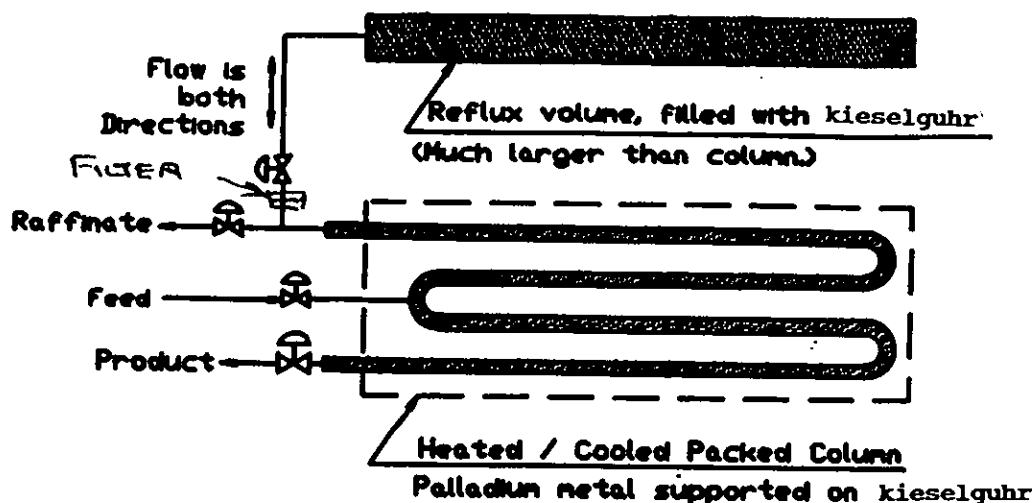 Flow is
both
Directions
Reflux volume, filled with kieselguhr
(Much larger than column.)
FILTER
Raffinate
Feed
Product
Heated / Cooled Packed Column
Palladium metal supported on kieselguhr